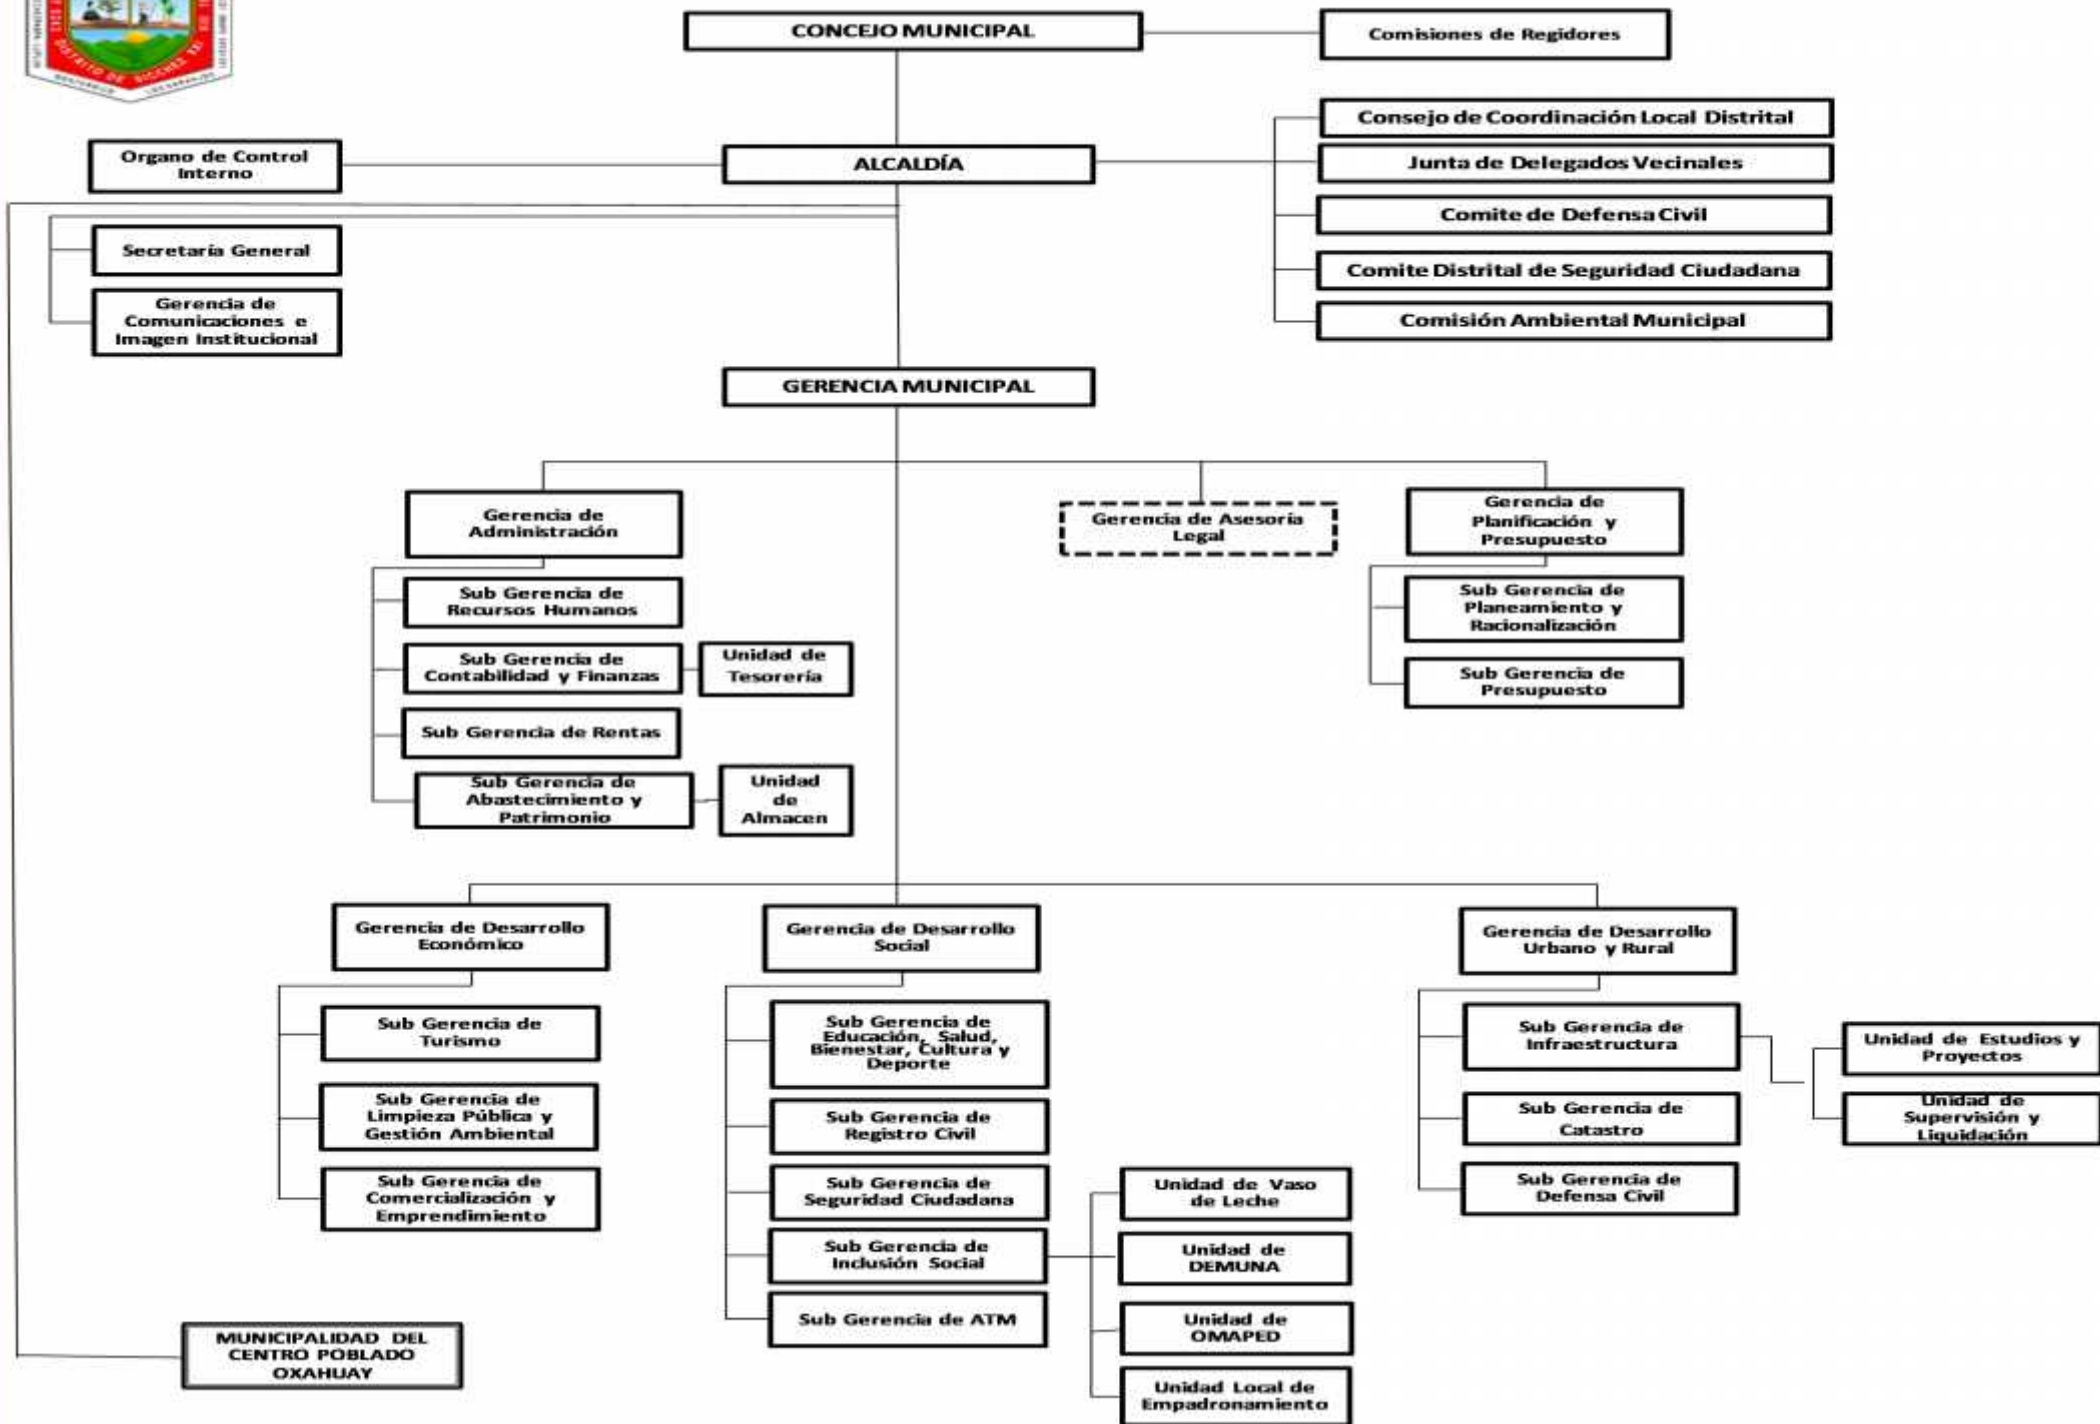 DISTRITO DE SICCHEZ
CONCEJO MUNICIPAL
Comisiones de Regidores
Consejo de Coordinación Local Distrital
Organo de Control
Interno
ALCALDÍA
Junta de Delegados Vecinales
Comite de Defensa Civil
Secretaría General
Comite Distrital de Seguridad Ciudadana
Gerencia de
Comunicaciones e
Imagen Institucional
Comisión Ambiental Municipal
GERENCIA MUNICIPAL
Gerencia de
Administración
Gerencia de Asesoría
Legal
Gerencia de
Planificación y
Presupuesto
Sub Gerencia de
Recursos Humanos
Sub Gerencia de
Planeamiento y
Racionalización
Sub Gerencia de
Contabilidad y Finanzas
Unidad de
Tesorería
Sub Gerencia de
Presupuesto
Sub Gerencia de Rentas
Sub Gerencia de
Abastecimiento y
Patrimonio
Unidad
de
Almacen
Gerencia de Desarrollo
Económico
Gerencia de Desarrollo
Social
Gerencia de Desarrollo
Urbano y Rural
Sub Gerencia de
Turismo
Sub Gerencia de
Educación, Salud,
Bienestar, Cultura y
Deporte
Sub Gerencia de
Infraestructura
Unidad de Estudios y
Proyectos
Sub Gerencia de
Limpieza Pública y
Gestión Ambiental
Sub Gerencia de
Registro Civil
Sub Gerencia de
Catastro
Unidad de
Supervisión y
Liquidación
Sub Gerencia de
Comercialización y
Emprendimiento
Sub Gerencia de
Seguridad Ciudadana
Unidad de Vaso
de Leche
Sub Gerencia de
Defensa Civil
Sub Gerencia de
Inclusión Social
Unidad de
DEMUNA
Sub Gerencia de ATM
Unidad de
OMAPED
MUNICIPALIDAD DEL
CENTRO POBLADO
OXAHUAY
Unidad Local de
Empadronamiento